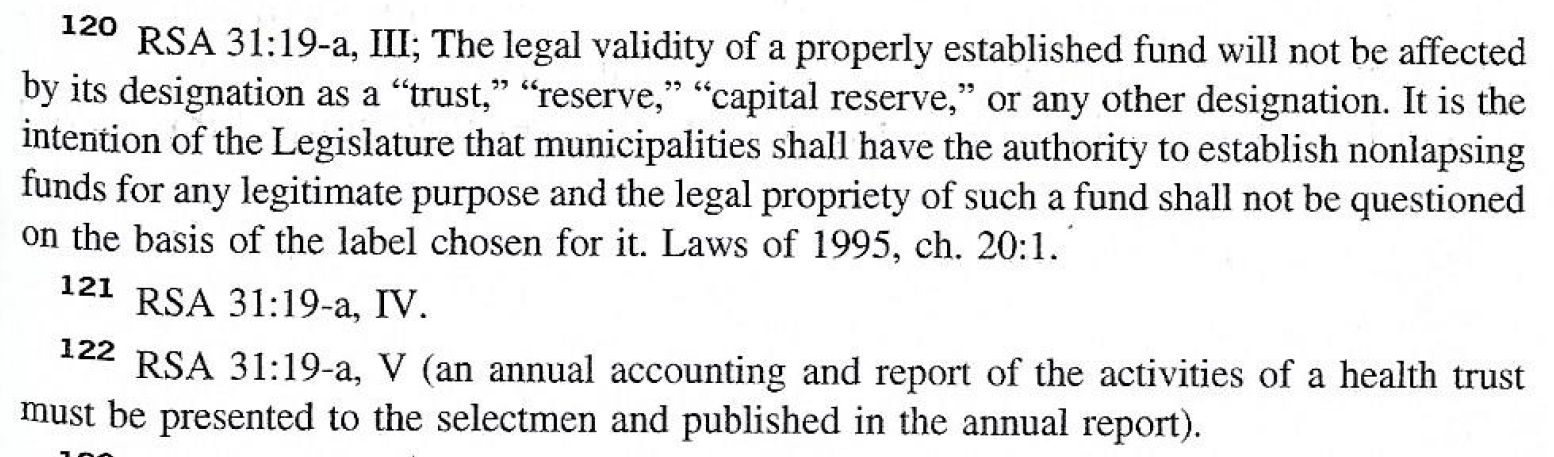 120 RSA 31:19-a, III; The legal validity of a properly established fund will not be affected
by its designation as a “trust,” “reserve,” “capital reserve,” or any other designation. It is the
intention of the Legislature that municipalities shall have the authority to establish nonlapsing
funds for any legitimate purpose and the legal propriety of such a fund shall not be questioned
on the basis of the label chosen for it. Laws of 1995, ch. 20:1.
121 RSA 31:19-a, IV.
122 RSA 31:19-a, V (an annual accounting and report of the activities of a health trust
must be presented to the selectmen and published in the annual report).